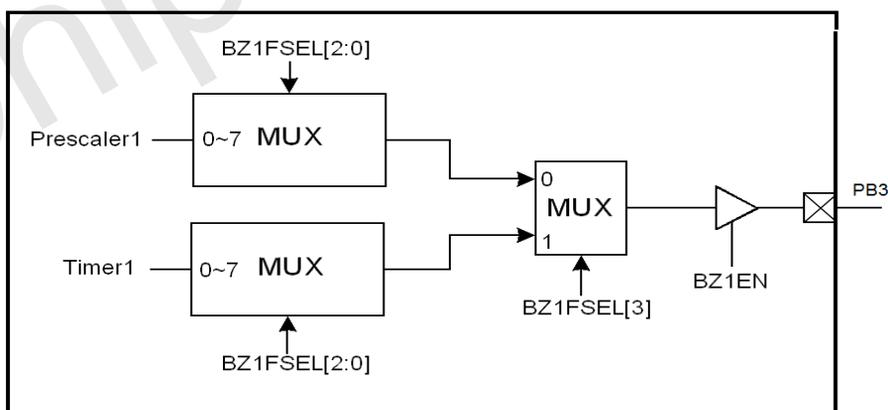 BZ1FSEL[2:0]
Prescaler1
0~7 MUX
0
MUX
1
PB3
Timer1
0~7 MUX
BZ1EN
BZ1FSEL[3]
BZ1FSEL[2:0]